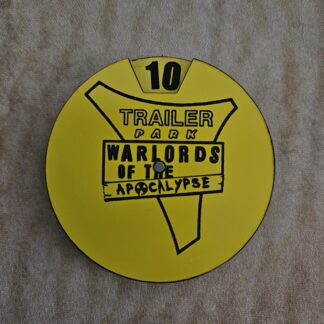 10
TRAILER
PARK
WARLORDS
OF THE
APOCALYPSE